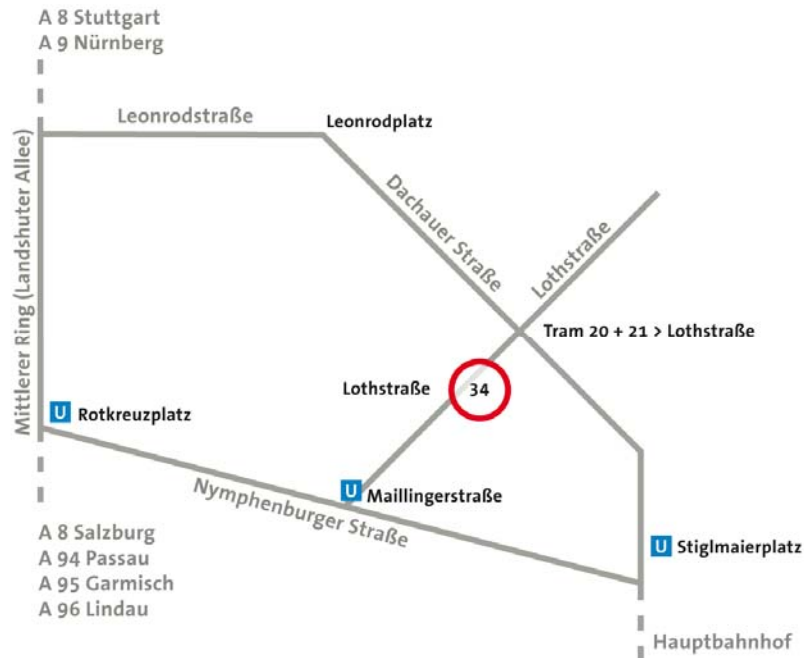 A 8 Stuttgart
A 9 Nürnberg
Leonrodstraße
Leonrodplatz
Mittlerer Ring (Landshuter Allee)
Dachauer Straße
Lothstraße
Tram 20 + 21 > Lothstraße
Lothstraße
34
U Rotkreuzplatz
U Maillingerstraße
Nymphenburger Straße
U Stiglmaierplatz
A 8 Salzburg
A 94 Passau
A 95 Garmisch
A 96 Lindau
Hauptbahnhof